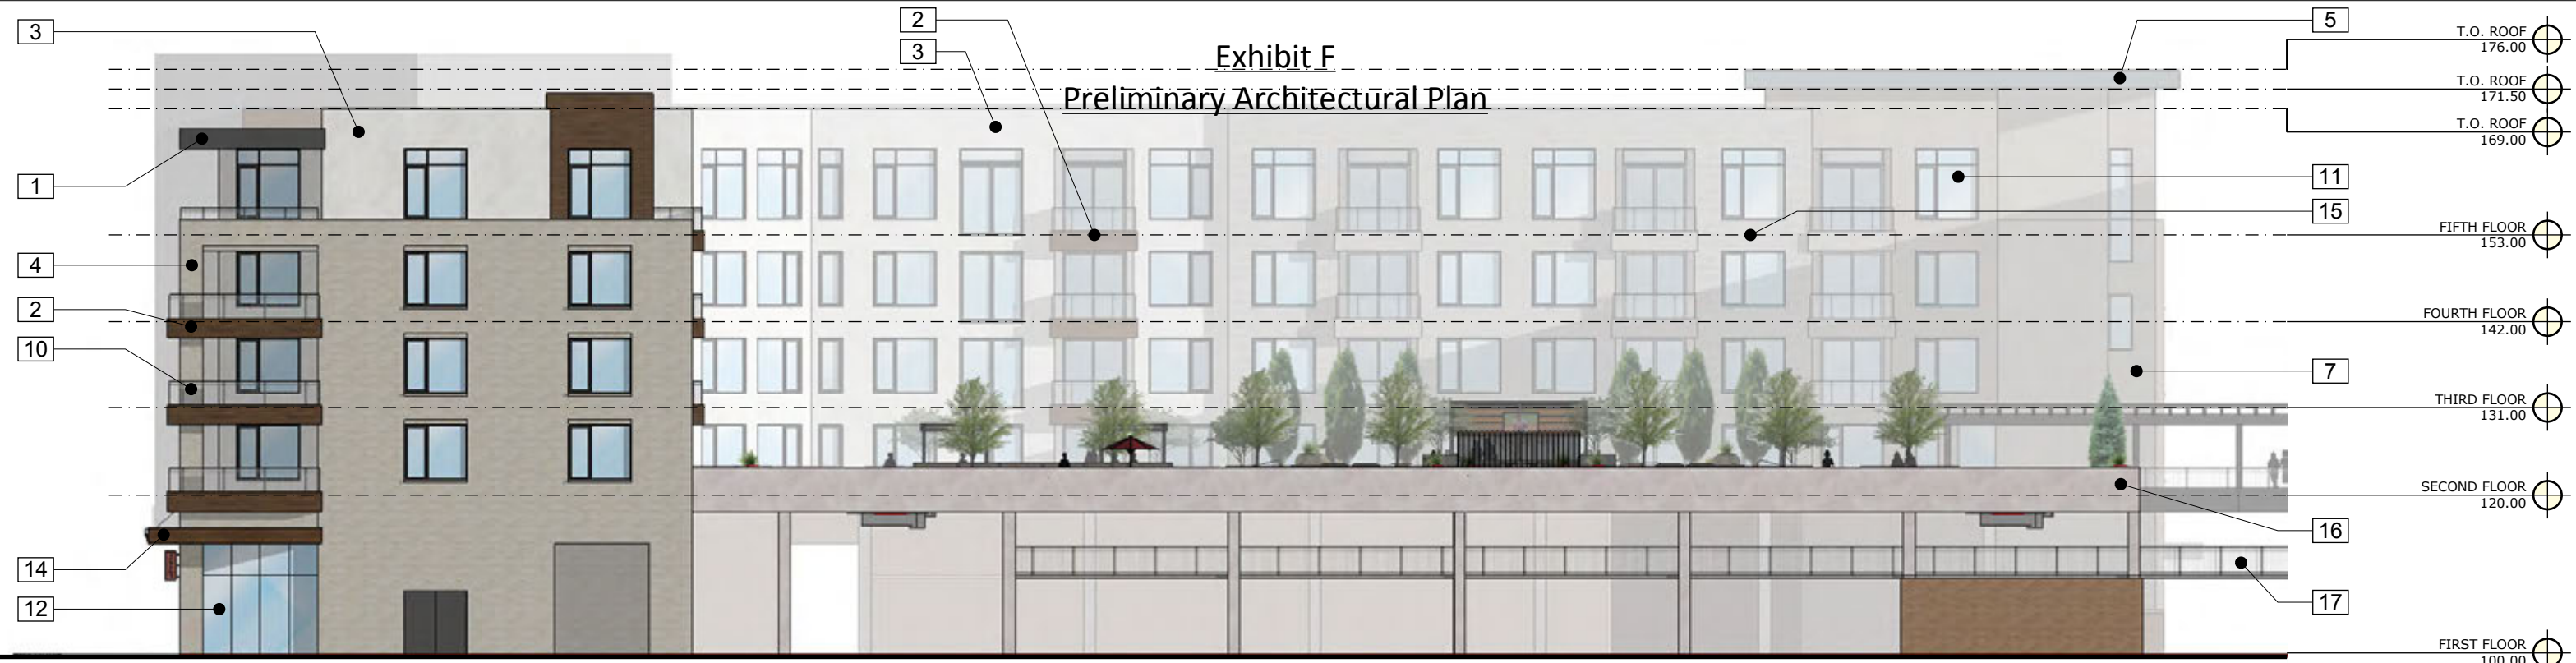 3
2
3
Exhibit F
Preliminary Architectural Plan
5
T.O. ROOF
176.00
T.O. ROOF
171.50
T.O. ROOF
169.00
1
11
15
FIFTH FLOOR
153.00
4
2
FOURTH FLOOR
142.00
10
7
THIRD FLOOR
131.00
SECOND FLOOR
120.00
16
14
17
12
FIRST FLOOR
100.00